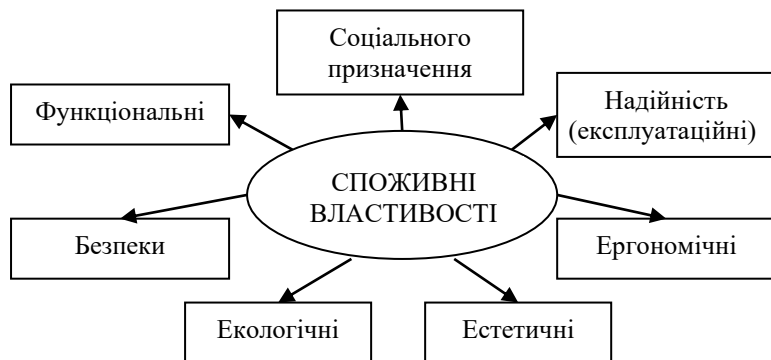 Соціального
призначення
Функціональні
Надійність
(експлуатаційні)
СПОЖИВНІ
ВЛАСТИВОСТІ
Безпеки
Ергономічні
Екологічні
Естетичні